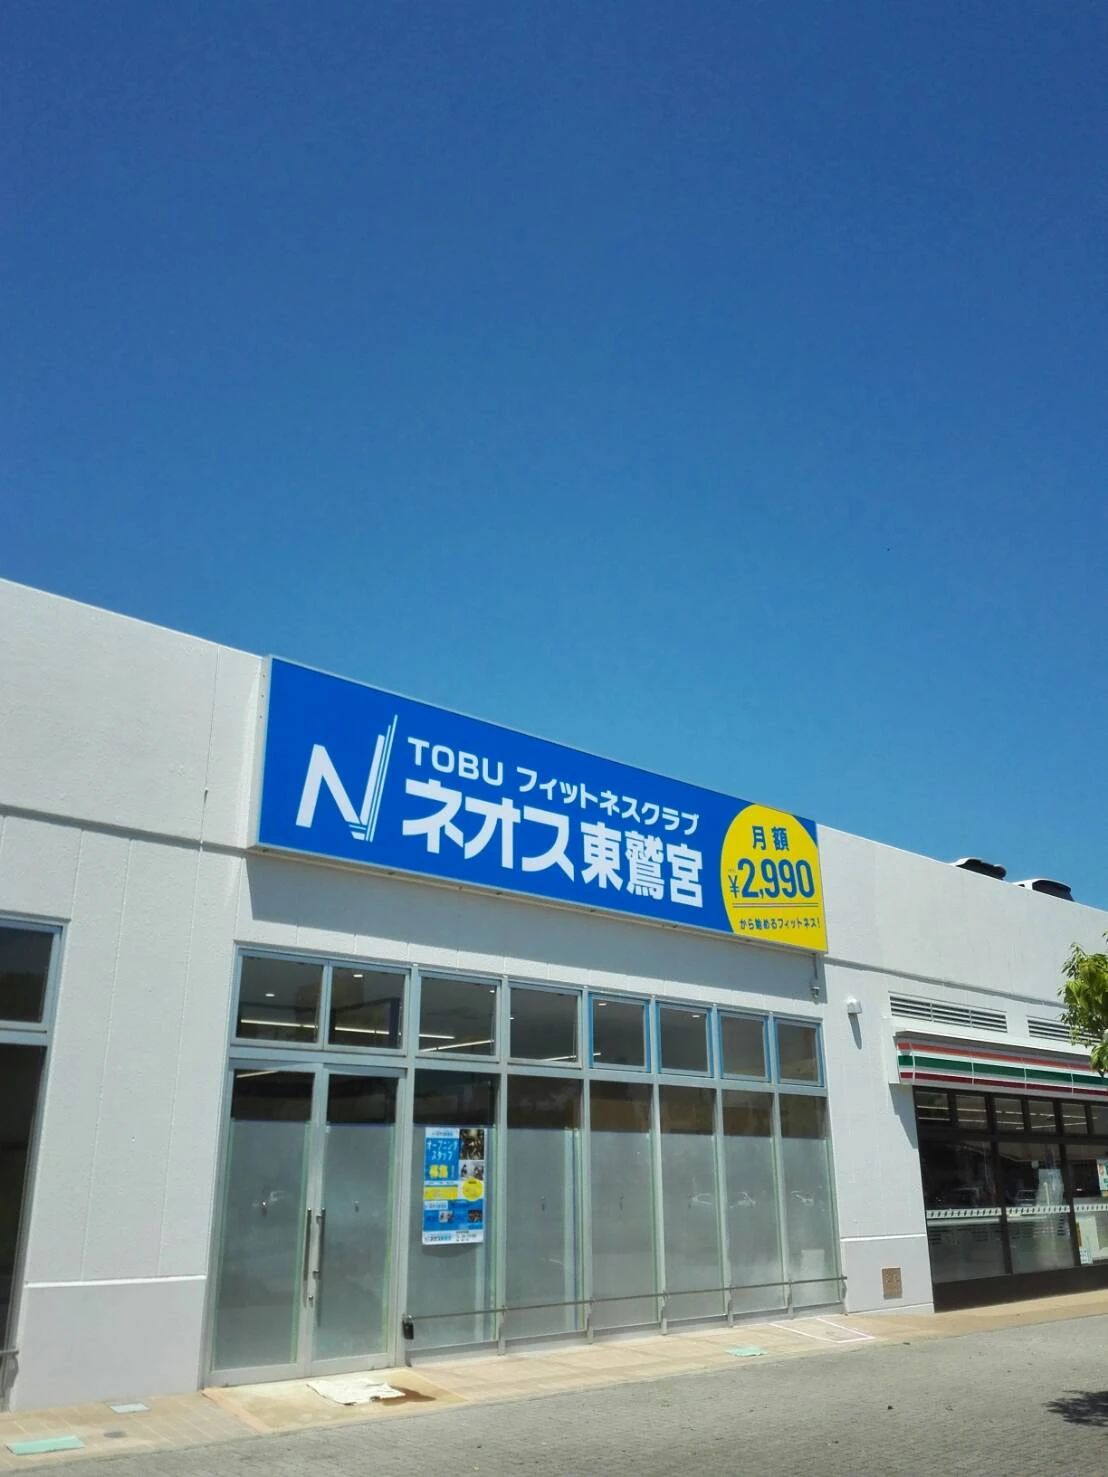 N
TOBU フィットネスクラブ
ネオス東鷲宮
月額
¥2,990
から始めるフィットネス!
オープニング
スタッフ
募集!